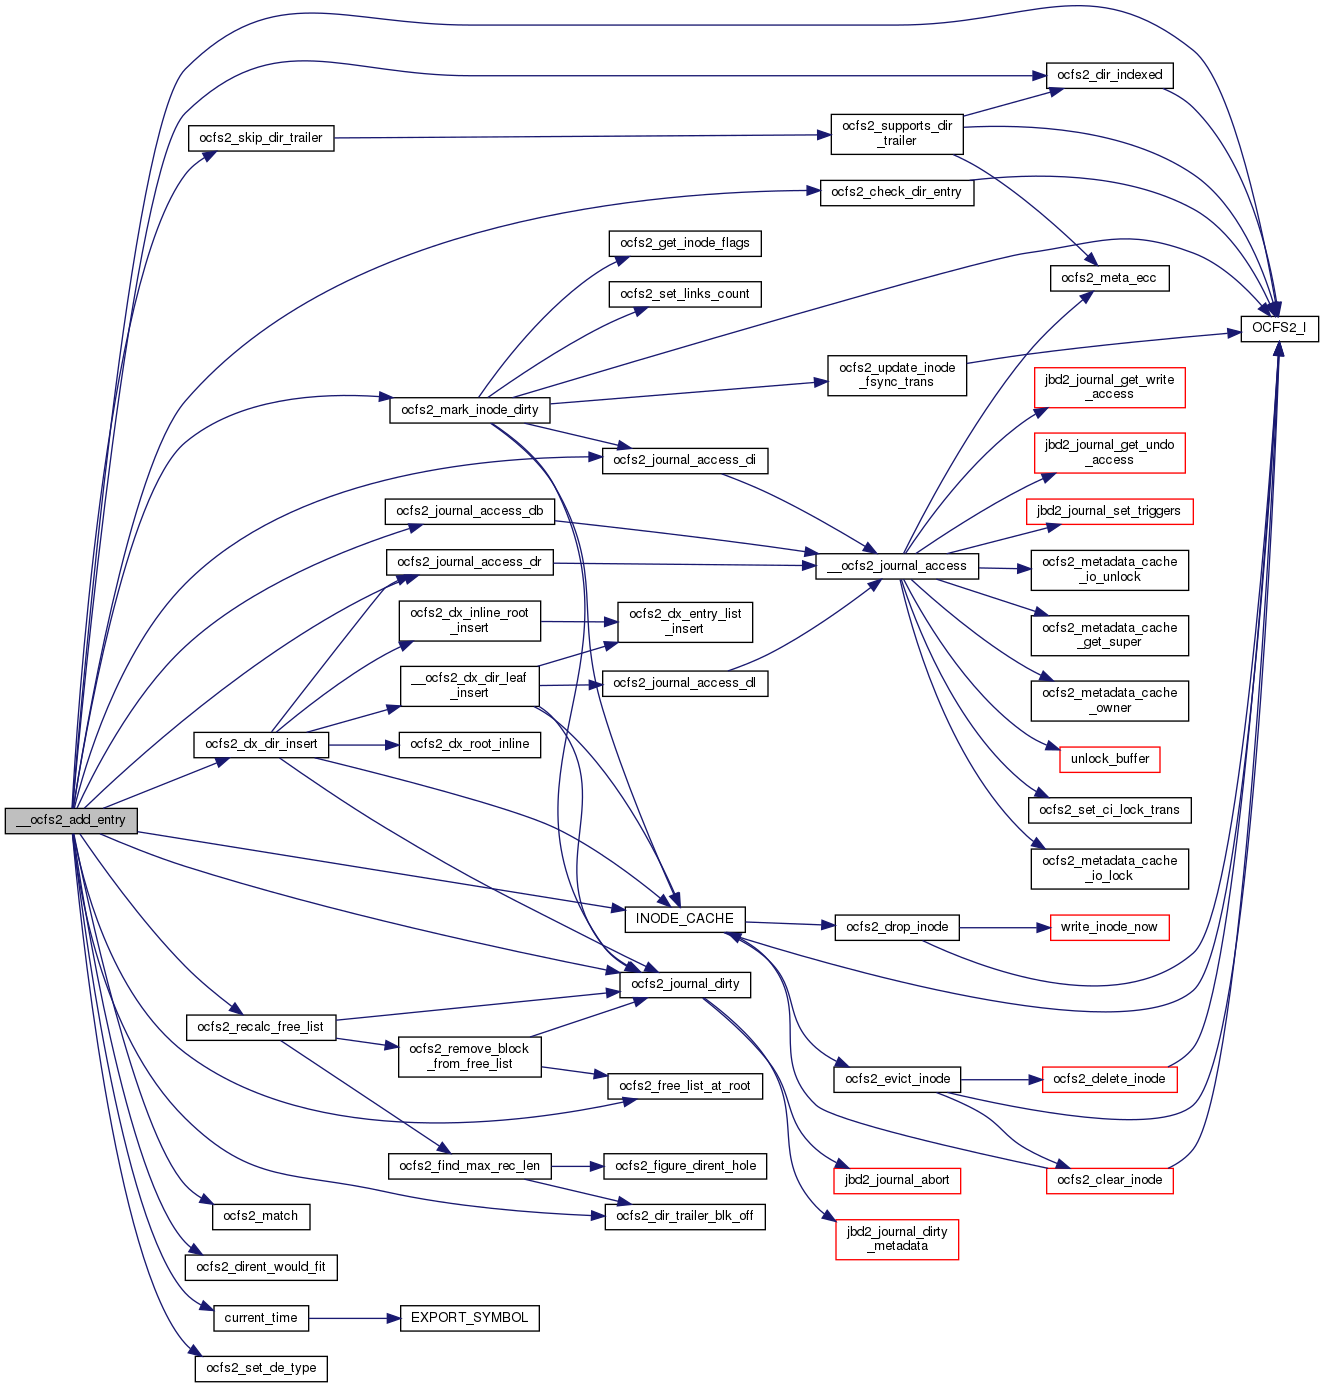 ocfs2_dir_indexed
ocfs2_skip_dir_trailer
ocfs2_supports_dir
_trailer
ocfs2_check_dir_entry
ocfs2_get_inode_flags
ocfs2_meta_ecc
ocfs2_set_links_count
OCFS2_I
ocfs2_update_inode
_fsync_trans
jbd2_journal_get_write
_access
ocfs2_mark_inode_dirty
jbd2_journal_get_undo
_access
ocfs2_journal_access_di
ocfs2_journal_access_db
jbd2_journal_set_triggers
ocfs2_journal_access_dr
__ocfs2_journal_access
ocfs2_metadata_cache
_io_unlock
ocfs2_dx_inline_root
_insert
ocfs2_dx_entry_list
_insert
ocfs2_metadata_cache
_get_super
__ocfs2_dx_dir_leaf
_insert
ocfs2_journal_access_dl
ocfs2_metadata_cache
_owner
ocfs2_dx_dir_insert
ocfs2_dx_root_inline
unlock_buffer
ocfs2_set_ci_lock_trans
__ocfs2_add_entry
ocfs2_metadata_cache
_io_lock
INODE_CACHE
ocfs2_drop_inode
write_inode_now
ocfs2_journal_dirty
ocfs2_recalc_free_list
ocfs2_remove_block
_from_free_list
ocfs2_free_list_at_root
ocfs2_evict_inode
ocfs2_delete_inode
ocfs2_find_max_rec_len
ocfs2_figure_dirent_hole
jbd2_journal_abort
ocfs2_clear_inode
ocfs2_match
ocfs2_dir_trailer_blk_off
jbd2_journal_dirty
_metadata
ocfs2_dirent_would_fit
current_time
EXPORT_SYMBOL
ocfs2_set_de_type